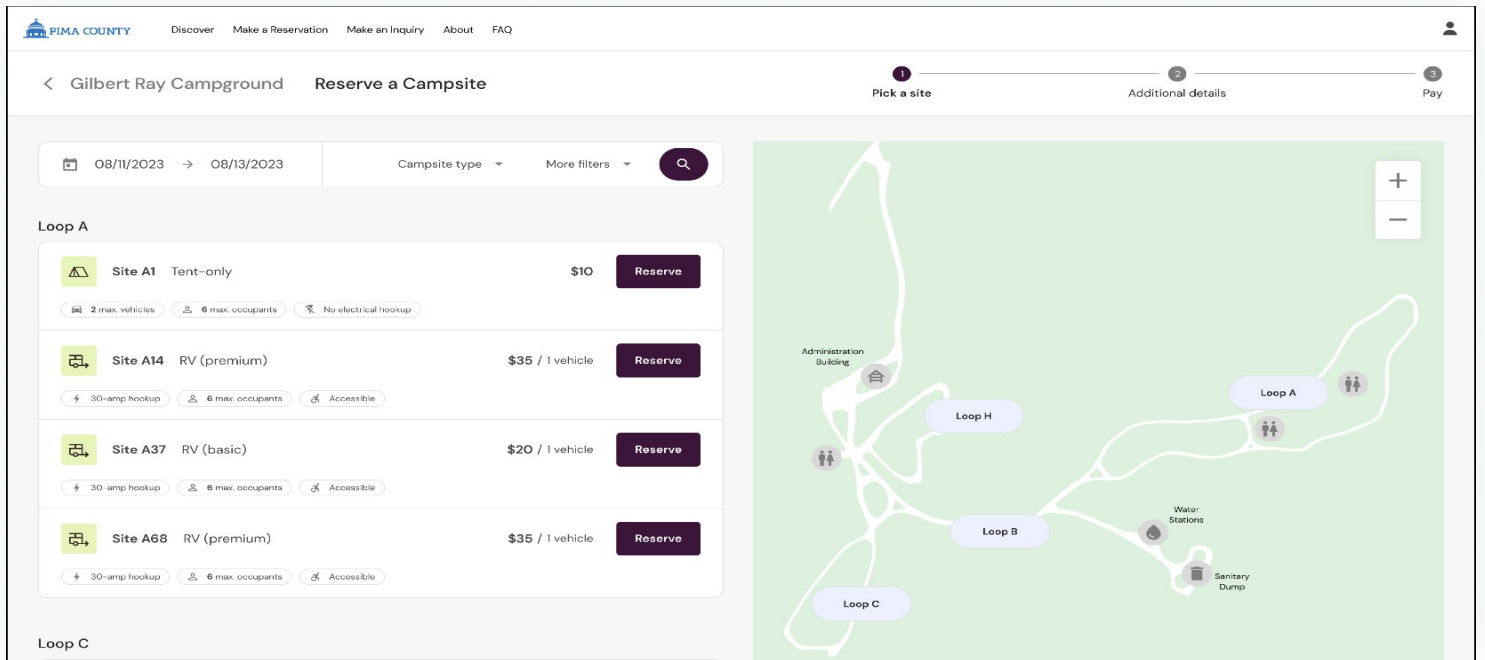 PIMA COUNTY Discover Make a Reservation Make an Inquiry About FAQ
Gilbert Ray Campground Reserve a Campsite
1 2 3
Pick a site Additional details Pay
08/11/2023 → 08/13/2023 Campsite type More filters
Loop A
Site A1 Tent-only $10 Reserve
2 max. vehicles 6 max. occupants No electrical hookup
Site A14 RV (premium) $35 / 1 vehicle Reserve
30-amp hookup 6 max. occupants Accessible
Site A37 RV (basic) $20 / 1 vehicle Reserve
30-amp hookup 6 max. occupants Accessible
Site A68 RV (premium) $35 / 1 vehicle Reserve
30-amp hookup 6 max. occupants Accessible
Loop C
+
−
Administration
Building
Loop A
Loop H
Water
Stations
Loop B
Sanitary
Dump
Loop C